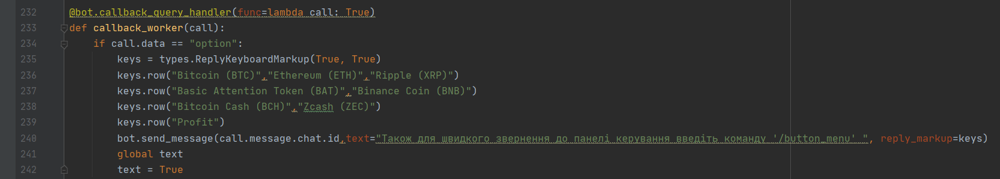 232 @bot.callback_query_handler(func=lambda call: True)
233 def callback_worker(call):
234     if call.data == "option":
235         keys = types.ReplyKeyboardMarkup(True, True)
236         keys.row("Bitcoin (BTC)","Ethereum (ETH)","Ripple (XRP)")
237         keys.row("Basic Attention Token (BAT)","Binance Coin (BNB)")
238         keys.row("Bitcoin Cash (BCH)","Zcash (ZEC)")
239         keys.row("Profit")
240         bot.send_message(call.message.chat.id,text="Також для швидкого звернення до панелі керування введіть команду '/button_menu' ", reply_markup=keys)
241         global text
242         text = True